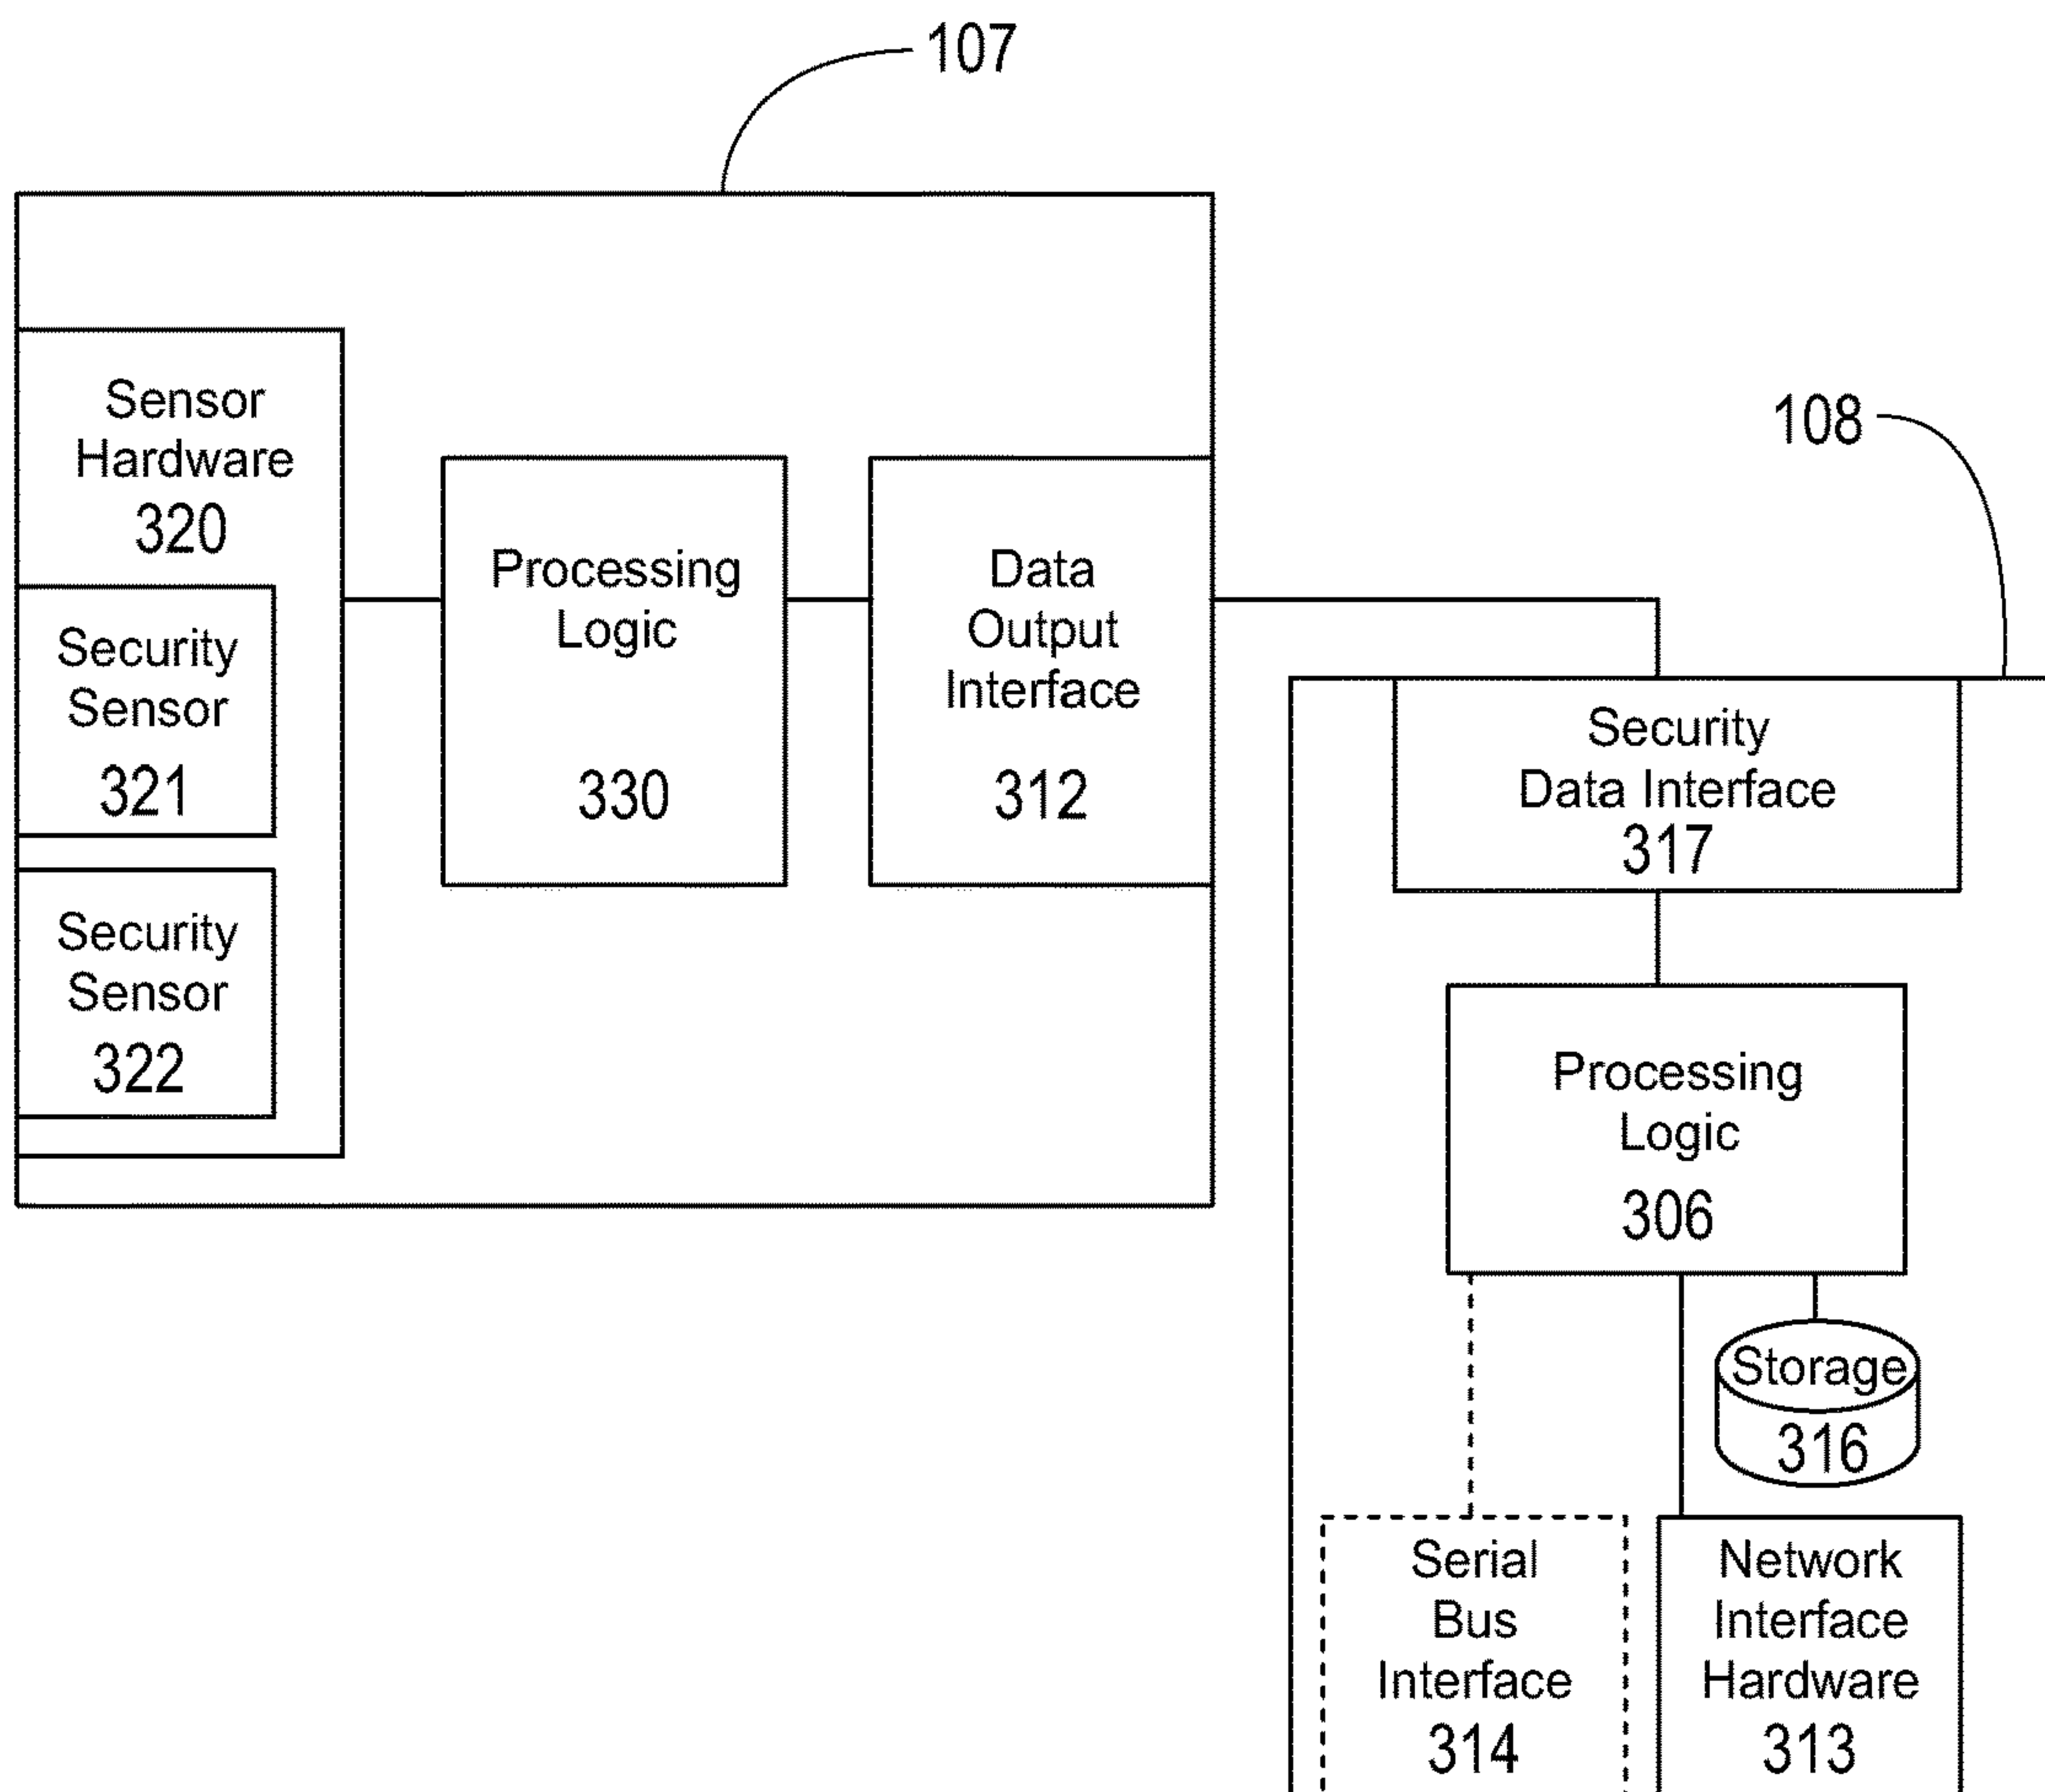 107
Sensor
Hardware
320
Security
Sensor
321
Security
Sensor
322
Processing
Logic
330
Data
Output
Interface
312
108
Security
Data Interface
317
Processing
Logic
306
Storage
316
Serial
Bus
Interface
314
Network
Interface
Hardware
313